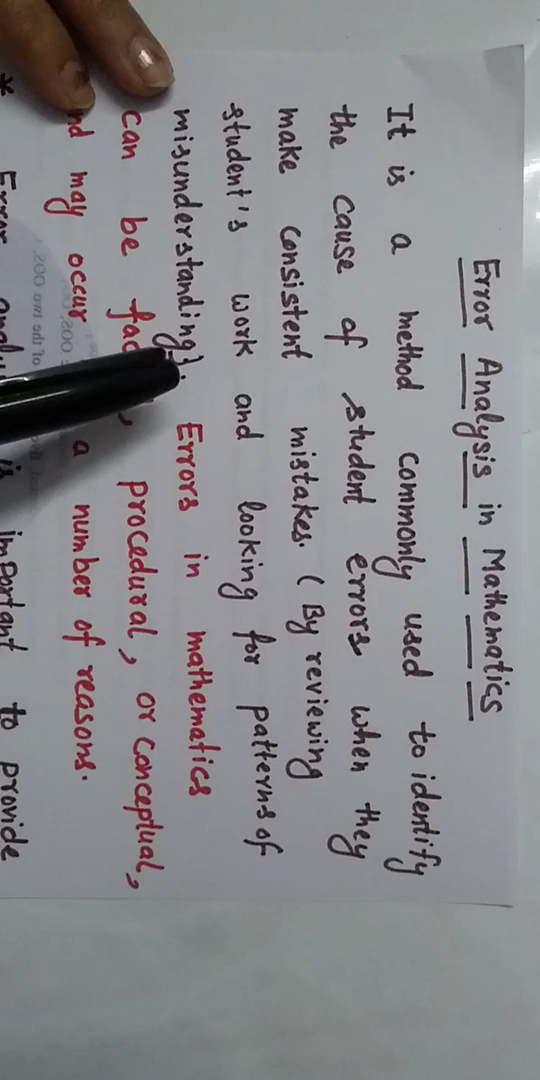 Error Analysis in Mathematics
It is a method commonly used to identify
the cause of student errors when they
make consistent mistakes. (By reviewing
student's work and looking for patterns of
misunderstanding). Errors in mathematics
can be procedural, or conceptual,
may occur a number of reasons.
* Error is important to provide